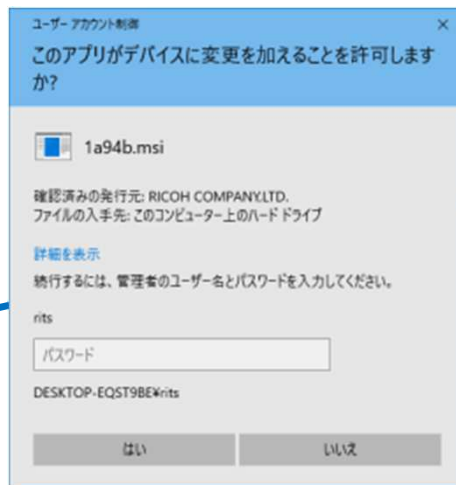 ユーザー アカウント制御
×
このアプリがデバイスに変更を加えることを許可します
か?
1a94b.msi
確認済みの発行元: RICOH COMPANY,LTD.
ファイルの入手先: このコンピューター上のハード ドライブ
詳細を表示
続行するには、管理者のユーザー名とパスワードを入力してください。
rits
パスワード
DESKTOP-EQST9BE¥rits
はい
いいえ